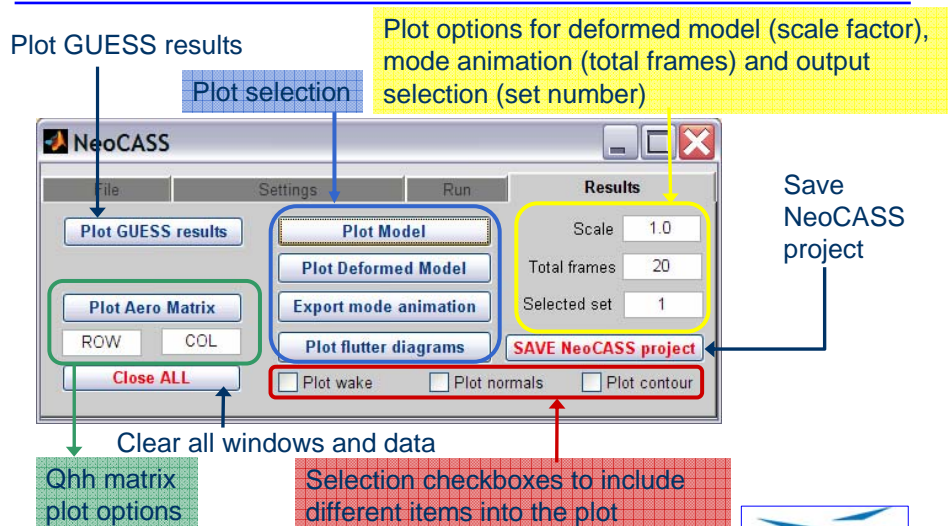 Plot GUESS results
Plot options for deformed model (scale factor),
mode animation (total frames) and output
selection (set number)
Plot selection
NeoCASS
File
Settings
Run
Results
Save
NeoCASS
project
Plot GUESS results
Plot Model
Scale
1.0
Plot Deformed Model
Total frames
20
Plot Aero Matrix
Export mode animation
Selected set
1
ROW
COL
Plot flutter diagrams
SAVE NeoCASS project
Close ALL
Plot wake
Plot normals
Plot contour
Clear all windows and data
Qhh matrix
plot options
Selection checkboxes to include
different items into the plot